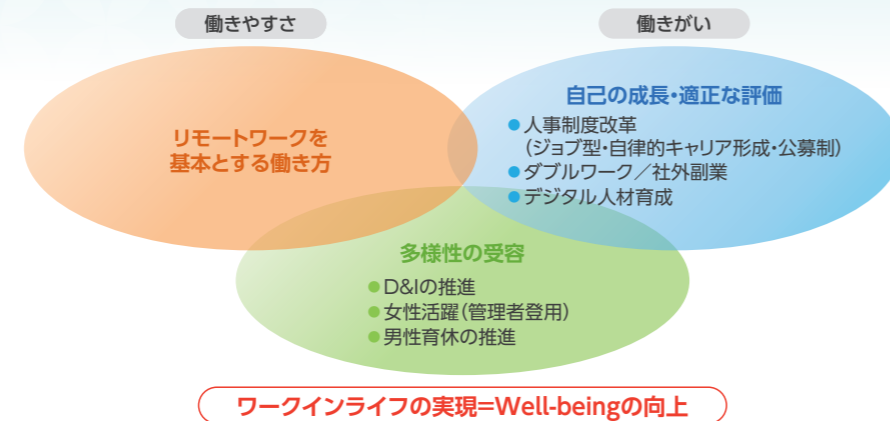 働きやすさ
働きがい
リモートワークを
基本とする働き方
自己の成長・適正な評価
●人事制度改革
（ジョブ型・自律的キャリア形成・公募制）
●ダブルワーク／社外副業
●デジタル人材育成
多様性の受容
●D&Iの推進
●女性活躍（管理者登用）
●男性育休の推進
ワークインライフの実現=Well-beingの向上